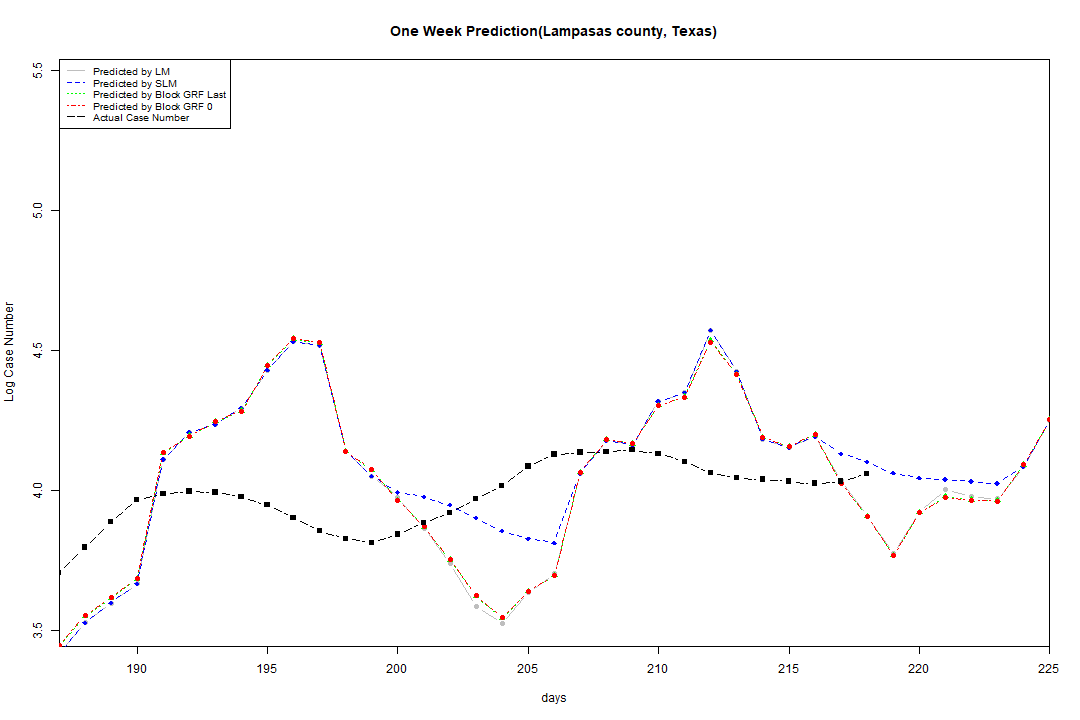 One Week Prediction(Lampasas county, Texas)
Predicted by LM
Predicted by SLM
Predicted by Block GRF Last
Predicted by Block GRF 0
Actual Case Number
Log Case Number
5.5
5.0
4.5
4.0
3.5
190 195 200 205 210 215 220 225
days